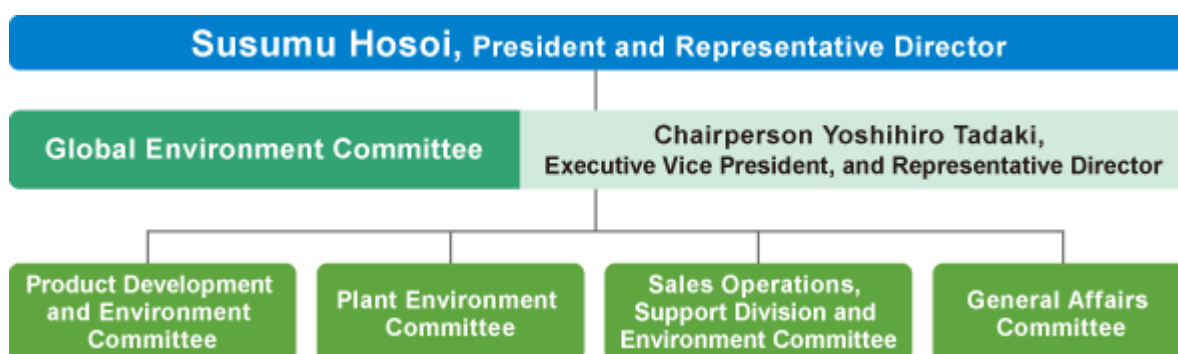 Susumu Hosoi, President and Representative Director
Global Environment Committee
Chairperson Yoshihiro Tadaki,
Executive Vice President, and Representative Director
Product Development
and Environment
Committee
Plant Environment
Committee
Sales Operations,
Support Division and
Environment Committee
General Affairs
Committee